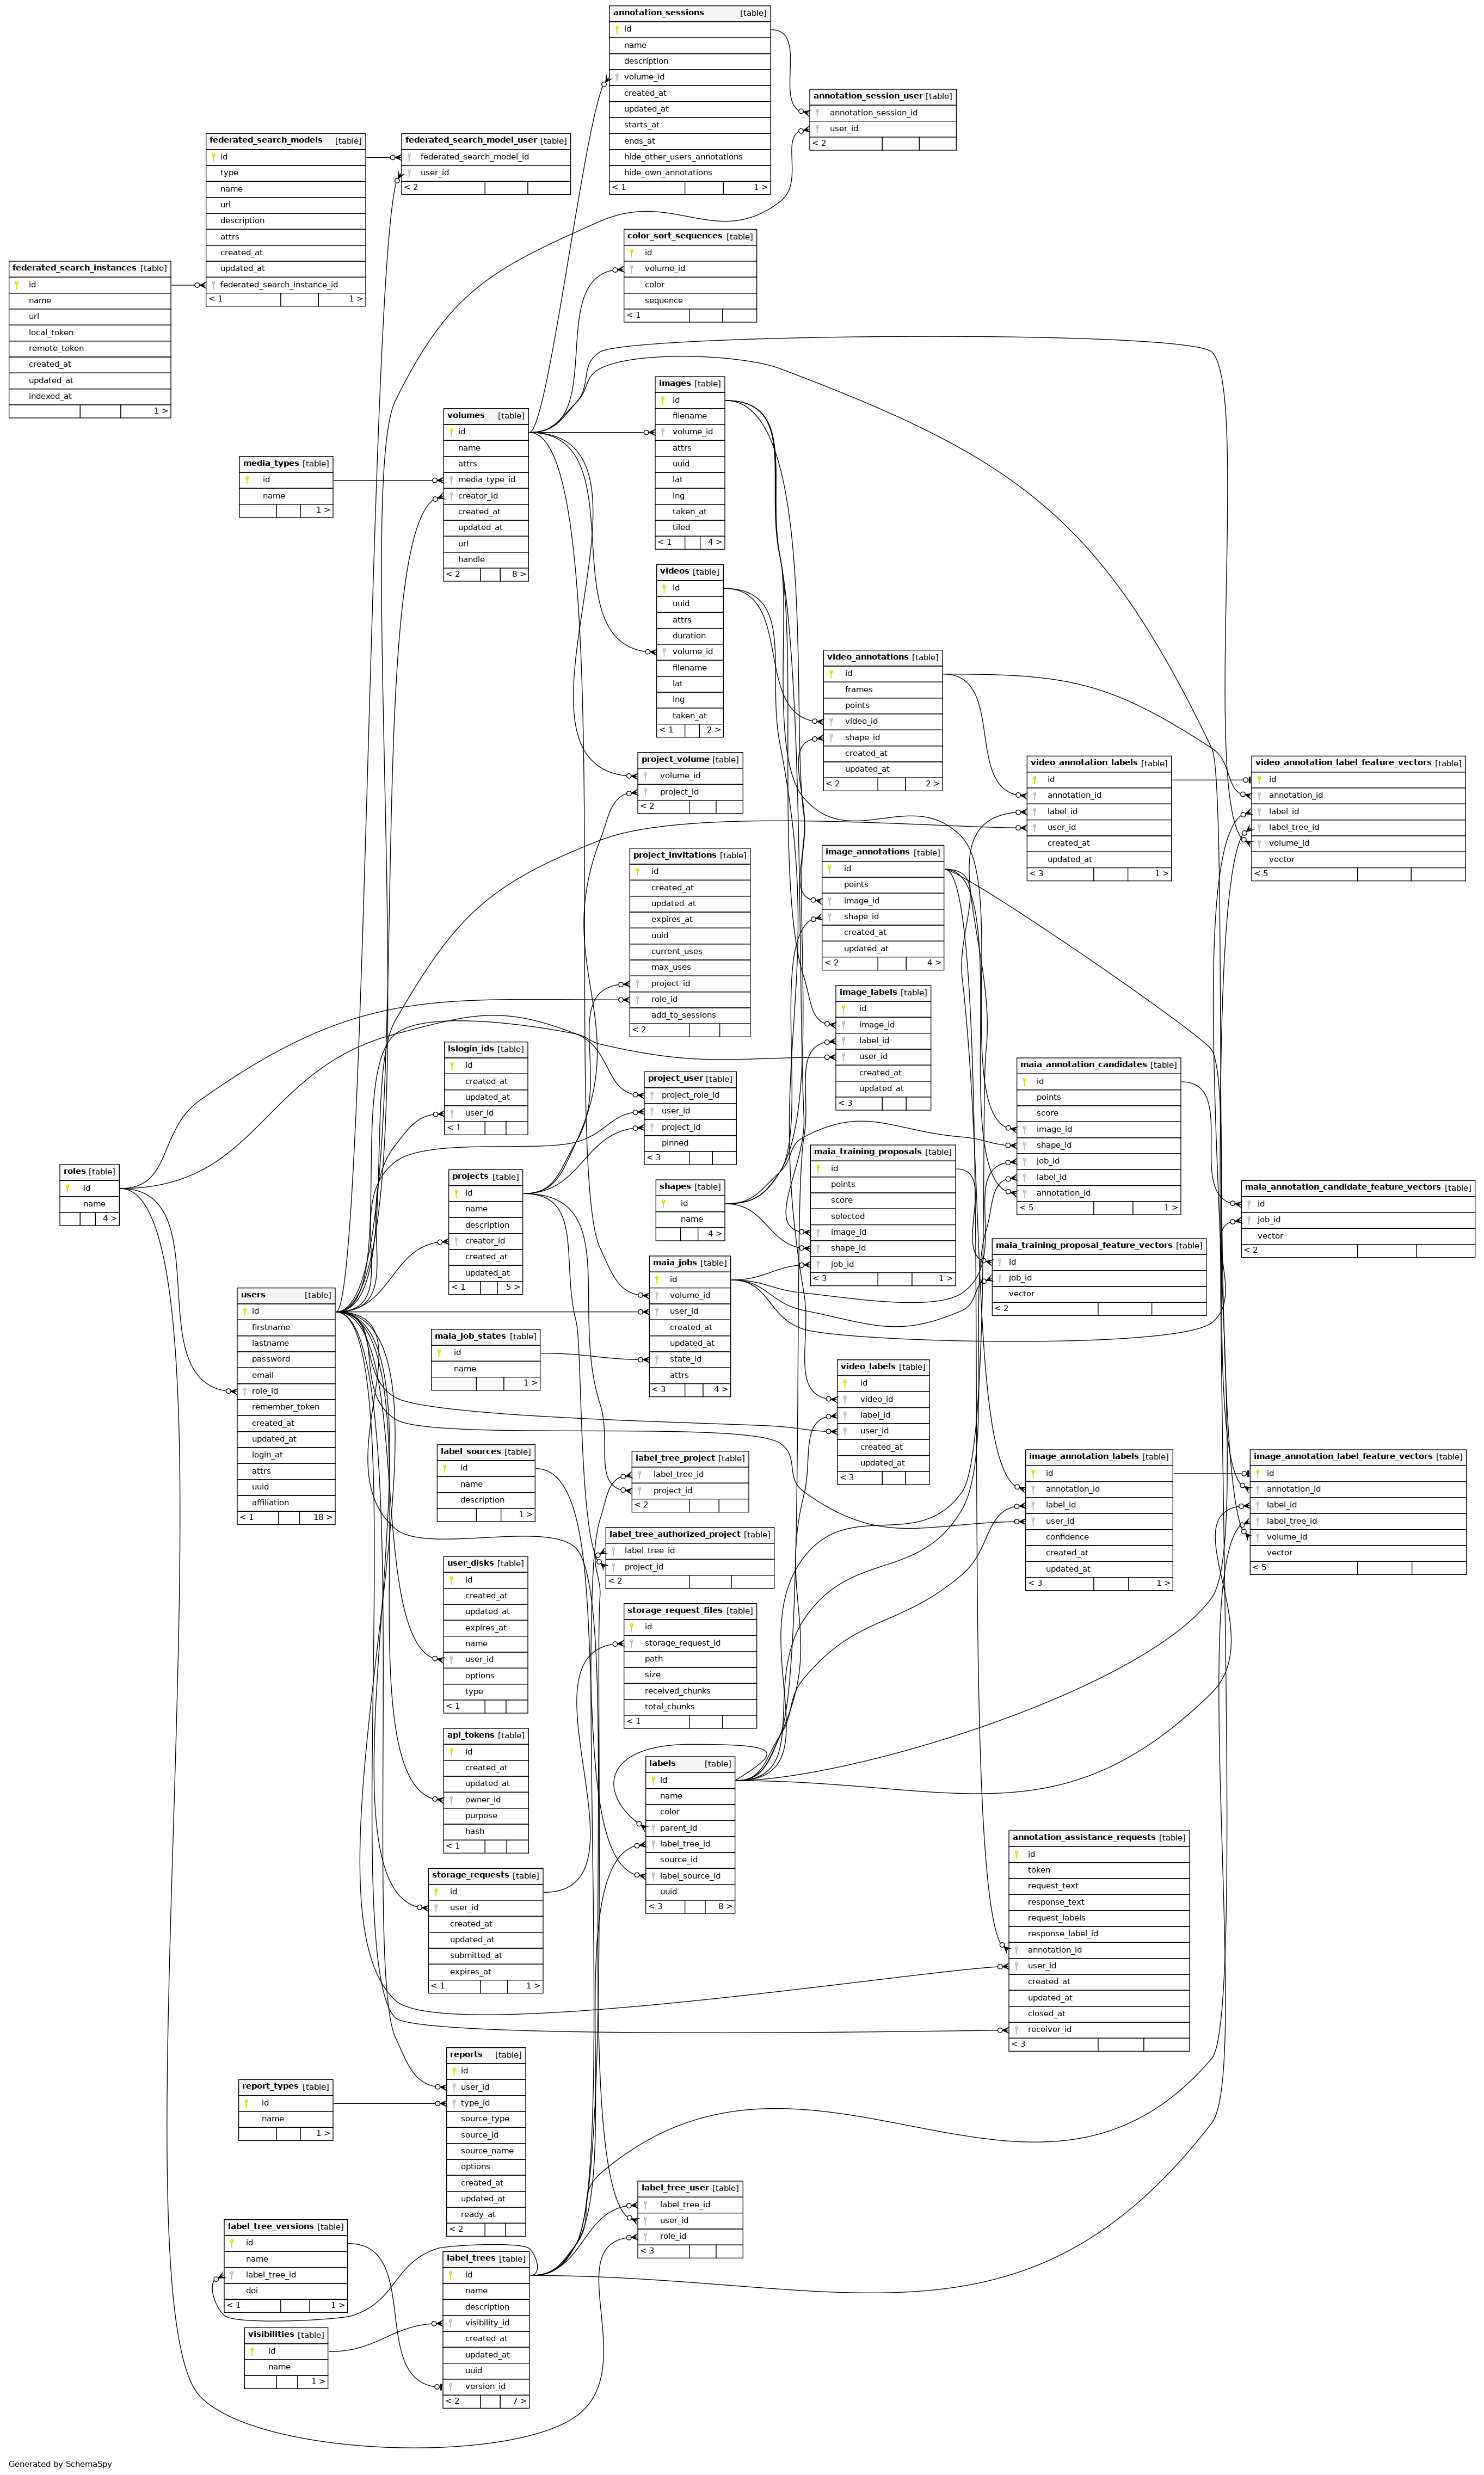 annotation_sessions [table]
id
name
description
volume_id
created_at
updated_at
starts_at
ends_at
hide_other_users_annotations
hide_own_annotations
< 1 1 >
annotation_session_user [table]
annotation_session_id
user_id
< 2
federated_search_models [table]
id
type
name
url
description
attrs
created_at
updated_at
federated_search_instance_id
< 1 1 >
federated_search_model_user [table]
federated_search_model_id
user_id
< 2
federated_search_instances [table]
id
name
url
local_token
remote_token
created_at
updated_at
indexed_at
1 >
color_sort_sequences [table]
id
volume_id
color
sequence
< 1
images [table]
id
filename
volume_id
attrs
uuid
lat
lng
taken_at
tiled
< 1 4 >
volumes [table]
id
name
attrs
media_type_id
creator_id
created_at
updated_at
url
handle
< 2 8 >
media_types [table]
id
name
1 >
videos [table]
id
uuid
attrs
duration
volume_id
filename
lat
lng
taken_at
< 1 2 >
video_annotations [table]
id
frames
points
video_id
shape_id
created_at
updated_at
< 2 2 >
project_volume [table]
volume_id
project_id
< 2
video_annotation_labels [table]
id
annotation_id
label_id
user_id
created_at
updated_at
< 3 1 >
video_annotation_label_feature_vectors [table]
id
annotation_id
label_id
label_tree_id
volume_id
vector
< 5
project_invitations [table]
id
created_at
updated_at
expires_at
uuid
current_uses
max_uses
project_id
role_id
add_to_sessions
< 2
image_annotations [table]
id
points
image_id
shape_id
created_at
updated_at
< 2 4 >
image_labels [table]
id
image_id
label_id
user_id
created_at
updated_at
< 3
lslogin_ids [table]
id
created_at
updated_at
user_id
< 1
project_user [table]
project_role_id
user_id
project_id
pinned
< 3
maia_annotation_candidates [table]
id
points
score
image_id
shape_id
job_id
label_id
annotation_id
< 5 1 >
maia_training_proposals [table]
id
points
score
selected
image_id
shape_id
job_id
< 3 1 >
roles [table]
id
name
4 >
projects [table]
id
name
description
creator_id
created_at
updated_at
< 1 5 >
shapes [table]
id
name
4 >
maia_annotation_candidate_feature_vectors [table]
id
job_id
vector
< 2
maia_training_proposal_feature_vectors [table]
id
job_id
vector
< 2
maia_jobs [table]
id
volume_id
user_id
created_at
updated_at
state_id
attrs
< 3 4 >
users [table]
id
firstname
lastname
password
email
role_id
remember_token
created_at
updated_at
login_at
attrs
uuid
affiliation
< 1 18 >
maia_job_states [table]
id
name
1 >
video_labels [table]
id
video_id
label_id
user_id
created_at
updated_at
< 3
label_sources [table]
id
name
description
1 >
label_tree_project [table]
label_tree_id
project_id
< 2
image_annotation_labels [table]
id
annotation_id
label_id
user_id
confidence
created_at
updated_at
< 3 1 >
image_annotation_label_feature_vectors [table]
id
annotation_id
label_id
label_tree_id
volume_id
vector
< 5
label_tree_authorized_project [table]
label_tree_id
project_id
< 2
user_disks [table]
id
created_at
updated_at
expires_at
name
user_id
options
type
< 1
storage_request_files [table]
id
storage_request_id
path
size
received_chunks
total_chunks
< 1
api_tokens [table]
id
created_at
updated_at
owner_id
purpose
hash
< 1
labels [table]
id
name
color
parent_id
label_tree_id
source_id
label_source_id
uuid
< 3 8 >
storage_requests [table]
id
user_id
created_at
updated_at
submitted_at
expires_at
< 1 1 >
annotation_assistance_requests [table]
id
token
request_text
response_text
request_labels
response_label_id
annotation_id
user_id
created_at
updated_at
closed_at
receiver_id
< 3
reports [table]
id
user_id
type_id
source_type
source_id
source_name
options
created_at
updated_at
ready_at
< 2
report_types [table]
id
name
1 >
label_tree_user [table]
label_tree_id
user_id
role_id
< 3
label_tree_versions [table]
id
name
label_tree_id
doi
< 1 1 >
label_trees [table]
id
name
description
visibility_id
created_at
updated_at
uuid
version_id
< 2 7 >
visibilities [table]
id
name
1 >
Generated by SchemaSpy